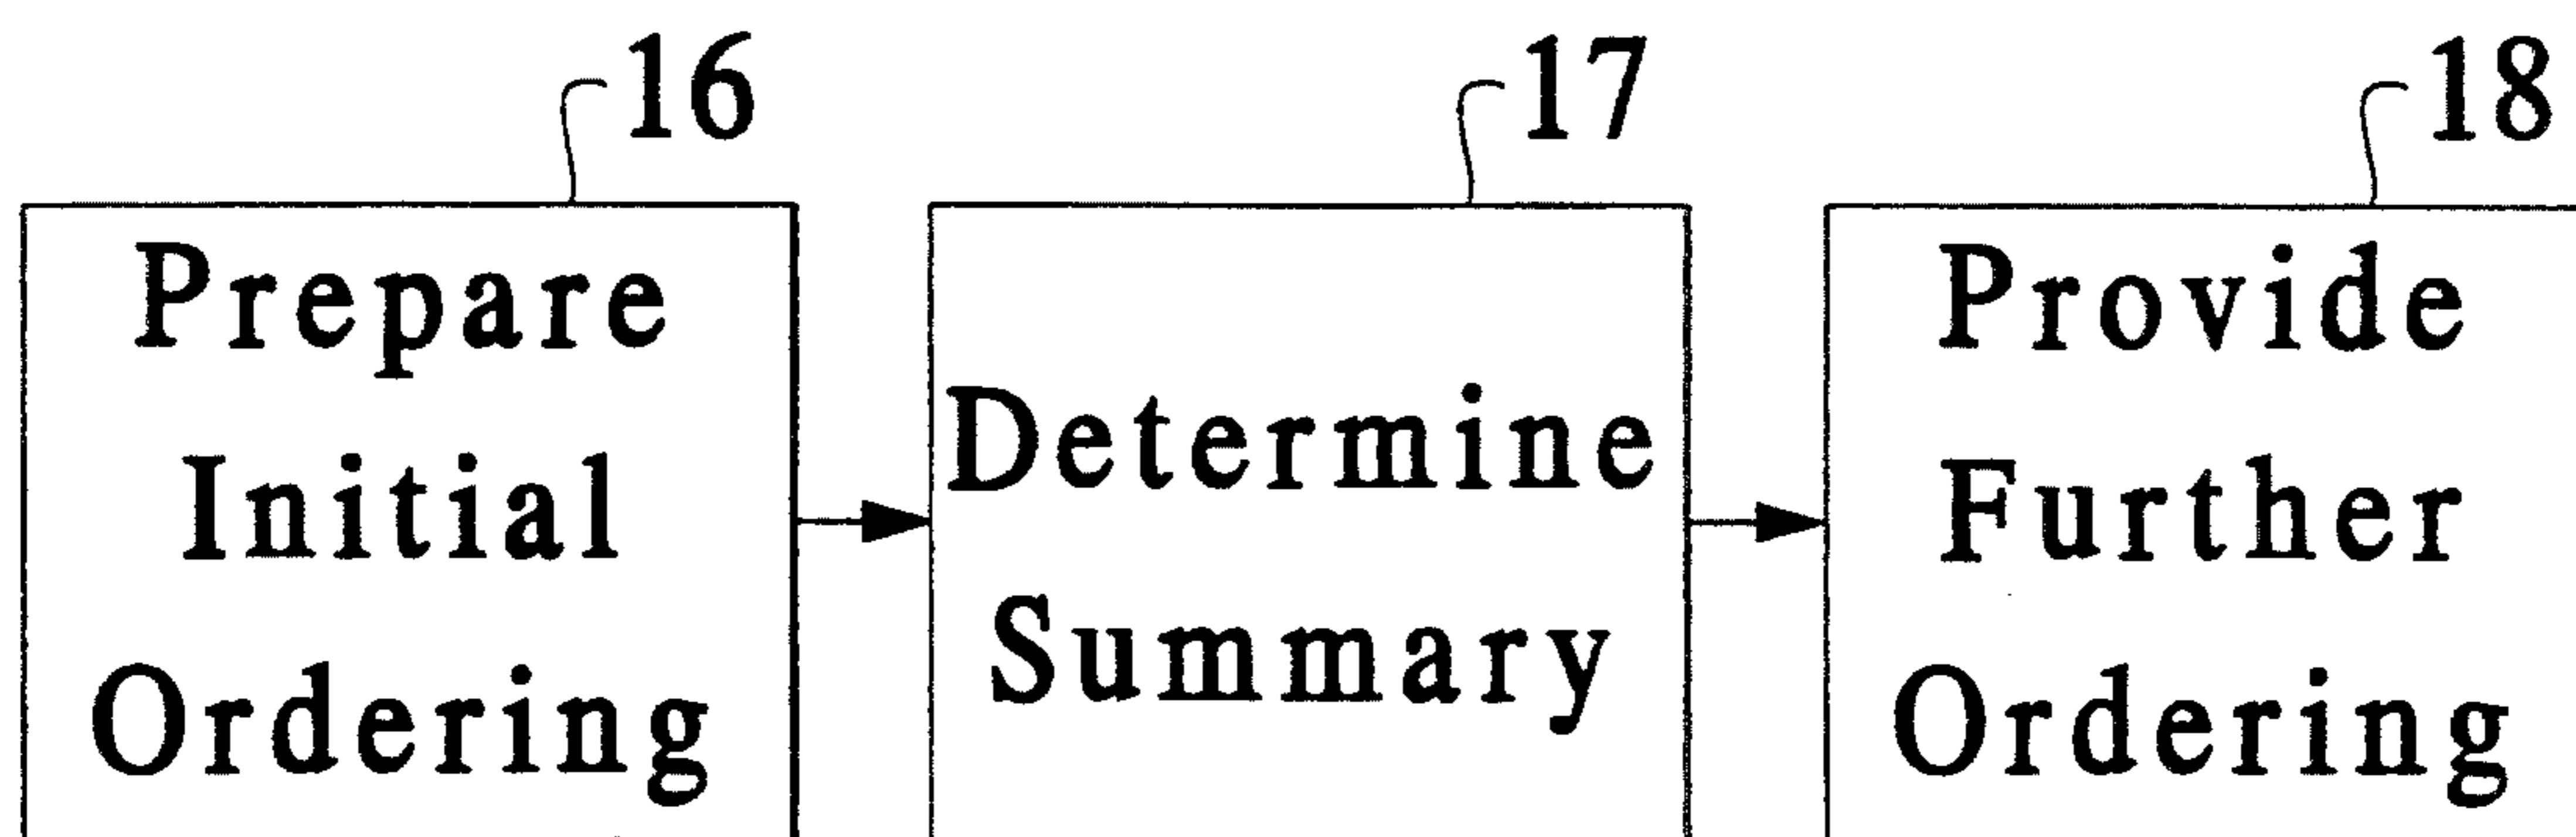 16
Prepare
Initial
Ordering
17
Determine
Summary
18
Provide
Further
Ordering